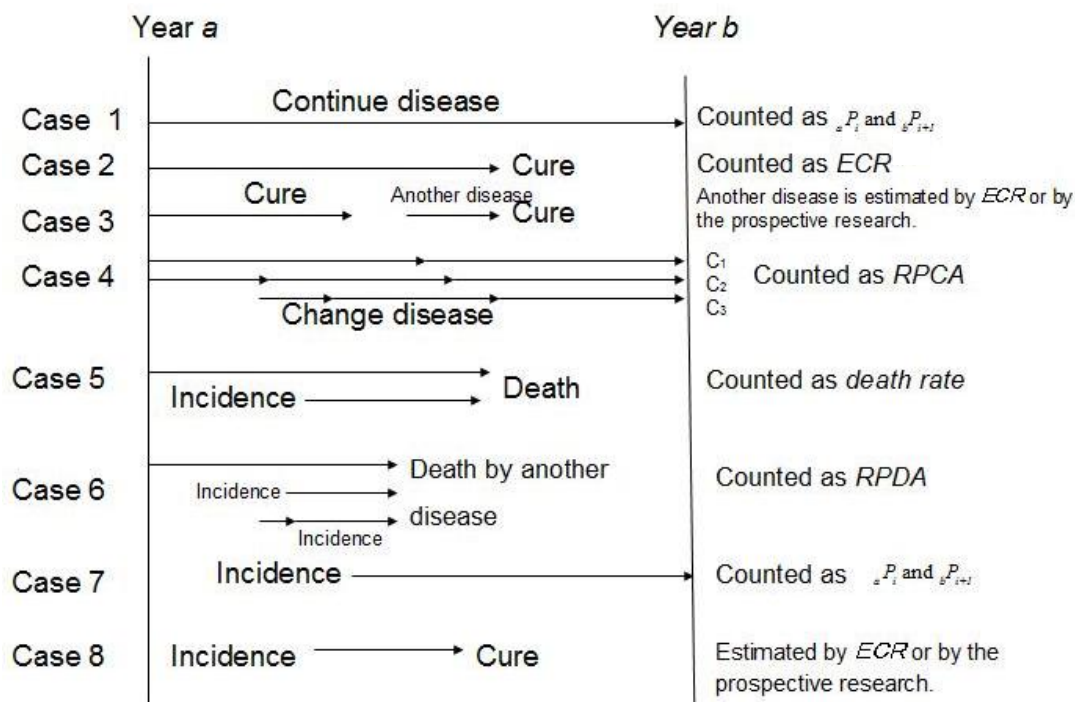 Year a Year b
Continue disease
Case 1 Counted as ₐPᵢ and ᵦPᵢ₊₁
Case 2 Cure Counted as ECR
Cure Another disease Another disease is estimated by ECR or by
Case 3 Cure the prospective research.
C₁
Case 4 C₂ Counted as RPCA
C₃
Change disease
Case 5 Death Counted as death rate
Incidence
Death by another
Case 6 Incidence Counted as RPDA
disease
Incidence
Case 7 Incidence Counted as ₐPᵢ and ᵦPᵢ₊₁
Case 8 Incidence Cure Estimated by ECR or by the
prospective research.